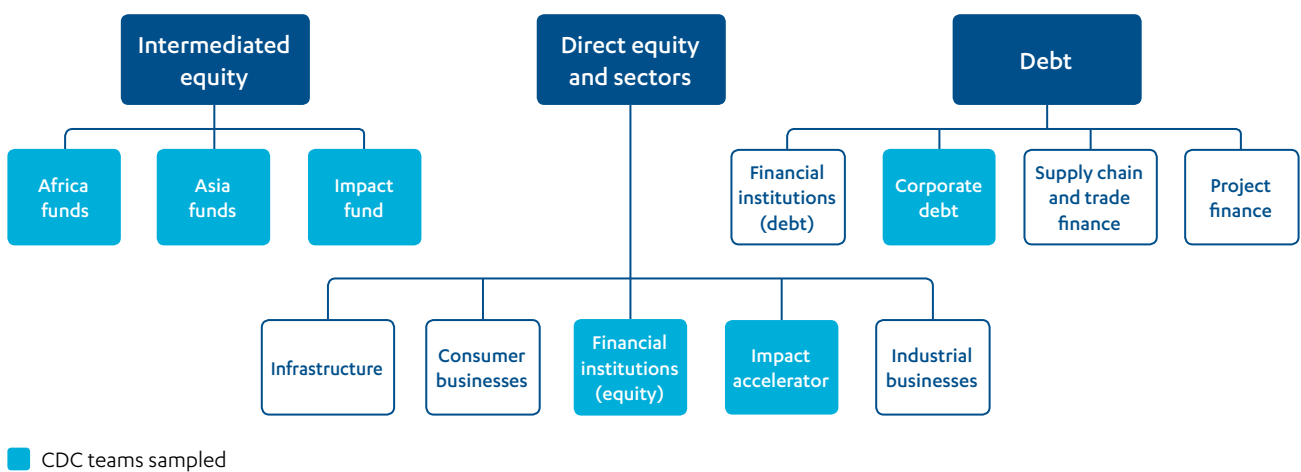 Intermediated
equity
Direct equity
and sectors
Debt
Africa
funds
Asia
funds
Impact
fund
Financial
institutions
(debt)
Corporate
debt
Supply chain
and trade
finance
Project
finance
Infrastructure
Consumer
businesses
Financial
institutions
(equity)
Impact
accelerator
Industrial
businesses
CDC teams sampled